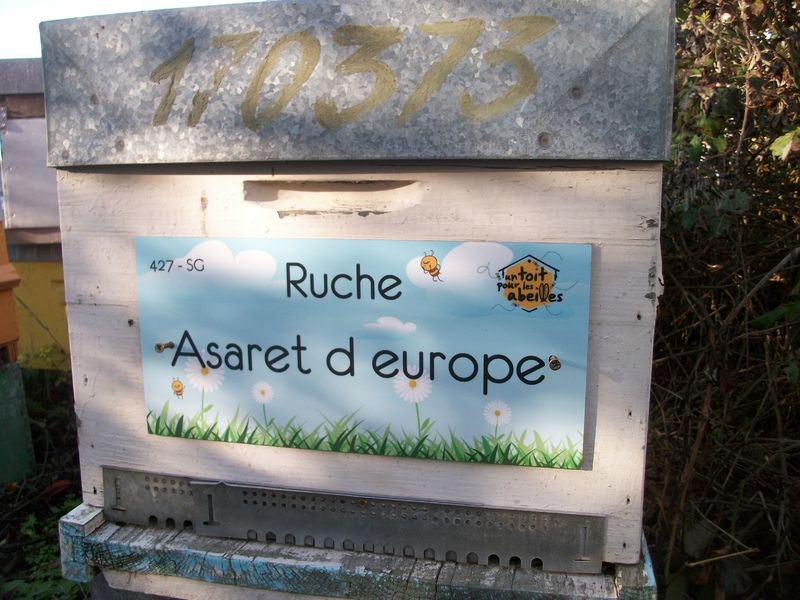 170373
427 - SG
Ruche
un toit
pour les
abeilles
Asaret d europe